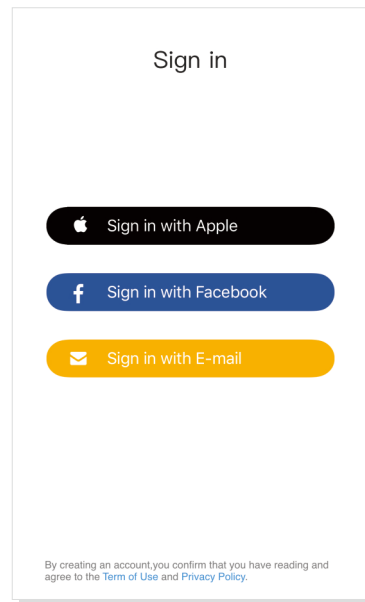 Sign in
Sign in with Apple
Sign in with Facebook
Sign in with E-mail
By creating an account,you confirm that you have reading and
agree to the Term of Use and Privacy Policy.